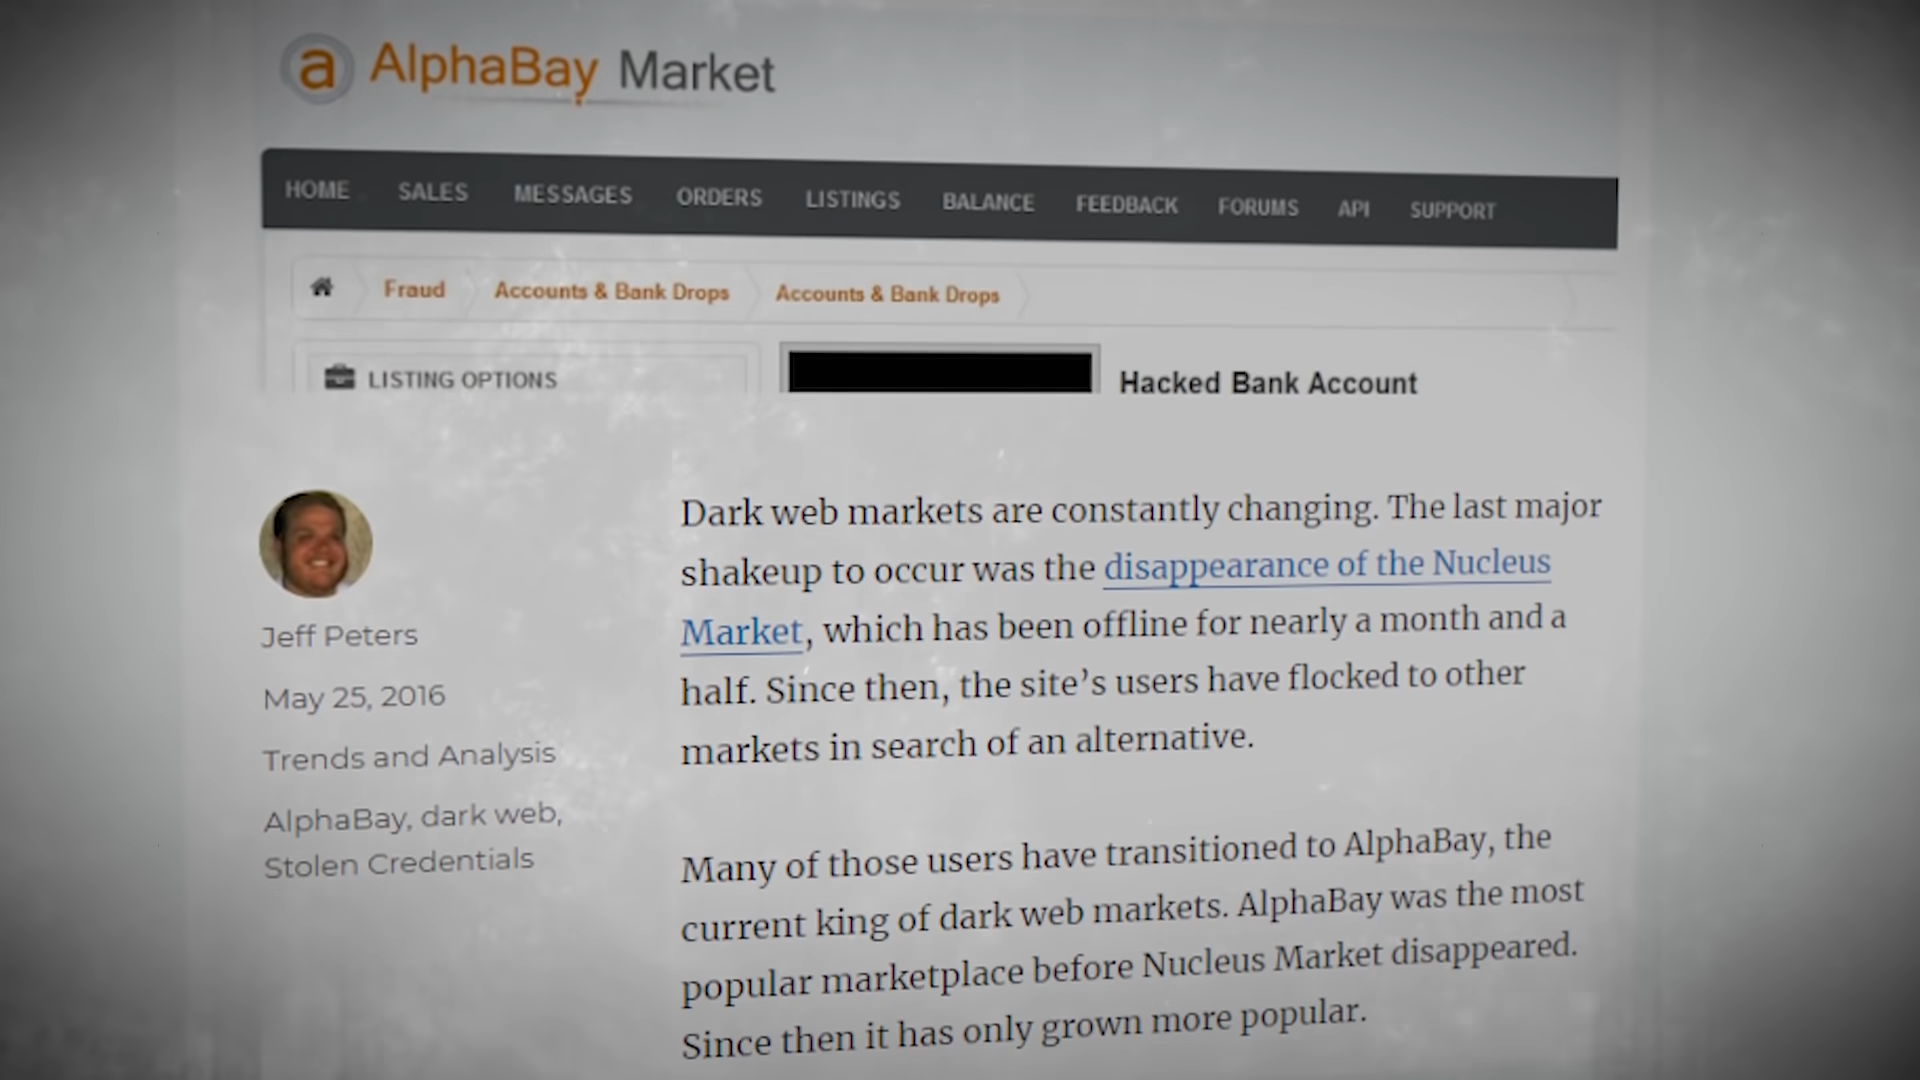 a AlphaBay Market
HOME SALES MESSAGES ORDERS LISTINGS BALANCE FEEDBACK FORUMS API SUPPORT
Fraud Accounts & Bank Drops Accounts & Bank Drops
LISTING OPTIONS
Hacked Bank Account
Jeff Peters
May 25, 2016
Trends and Analysis
AlphaBay, dark web,
Stolen Credentials
Dark web markets are constantly changing. The last major
shakeup to occur was the disappearance of the Nucleus
Market, which has been offline for nearly a month and a
half. Since then, the site’s users have flocked to other
markets in search of an alternative.
Many of those users have transitioned to AlphaBay, the
current king of dark web markets. AlphaBay was the most
popular marketplace before Nucleus Market disappeared.
Since then it has only grown more popular.